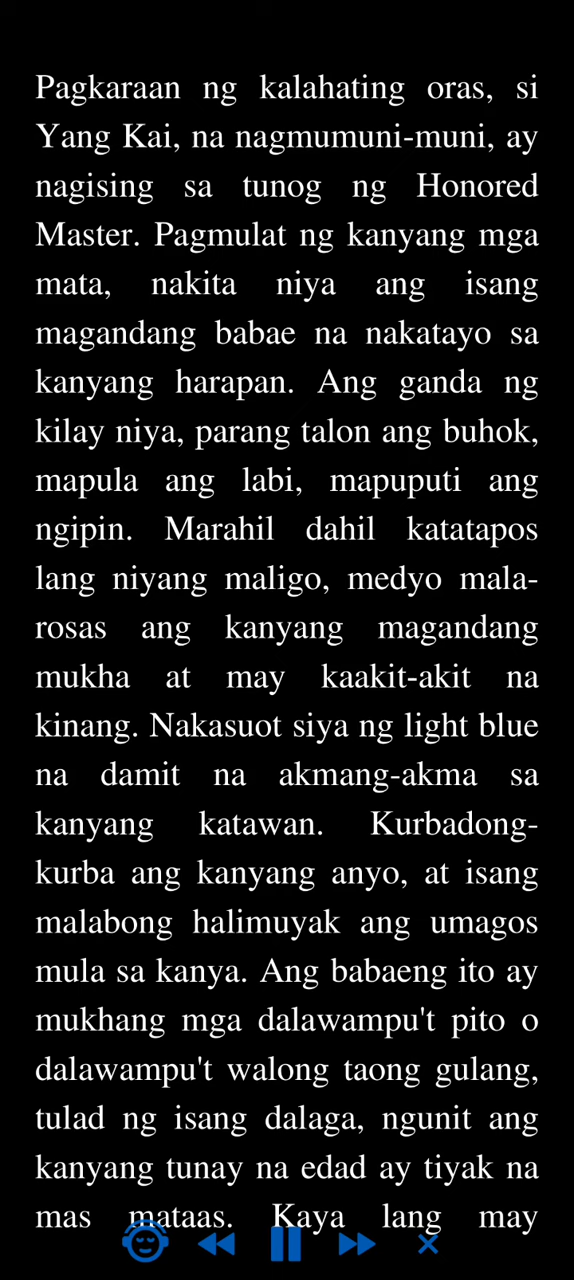 Pagkaraan ng kalahating oras, si
Yang Kai, na nagmumuni-muni, ay
nagising sa tunog ng Honored
Master. Pagmulat ng kanyang mga
mata, nakita niya ang isang
magandang babae na nakatayo sa
kanyang harapan. Ang ganda ng
kilay niya, parang talon ang buhok,
mapula ang labi, mapuputi ang
ngipin. Marahil dahil katatapos
lang niyang maligo, medyo mala-
rosas ang kanyang magandang
mukha at may kaakit-akit na
kinang. Nakasuot siya ng light blue
na damit na akmang-akma sa
kanyang katawan. Kurbadong-
kurba ang kanyang anyo, at isang
malabong halimuyak ang umagos
mula sa kanya. Ang babaeng ito ay
mukhang mga dalawampu't pito o
dalawampu't walong taong gulang,
tulad ng isang dalaga, ngunit ang
kanyang tunay na edad ay tiyak na
mas mataas. Kaya lang may